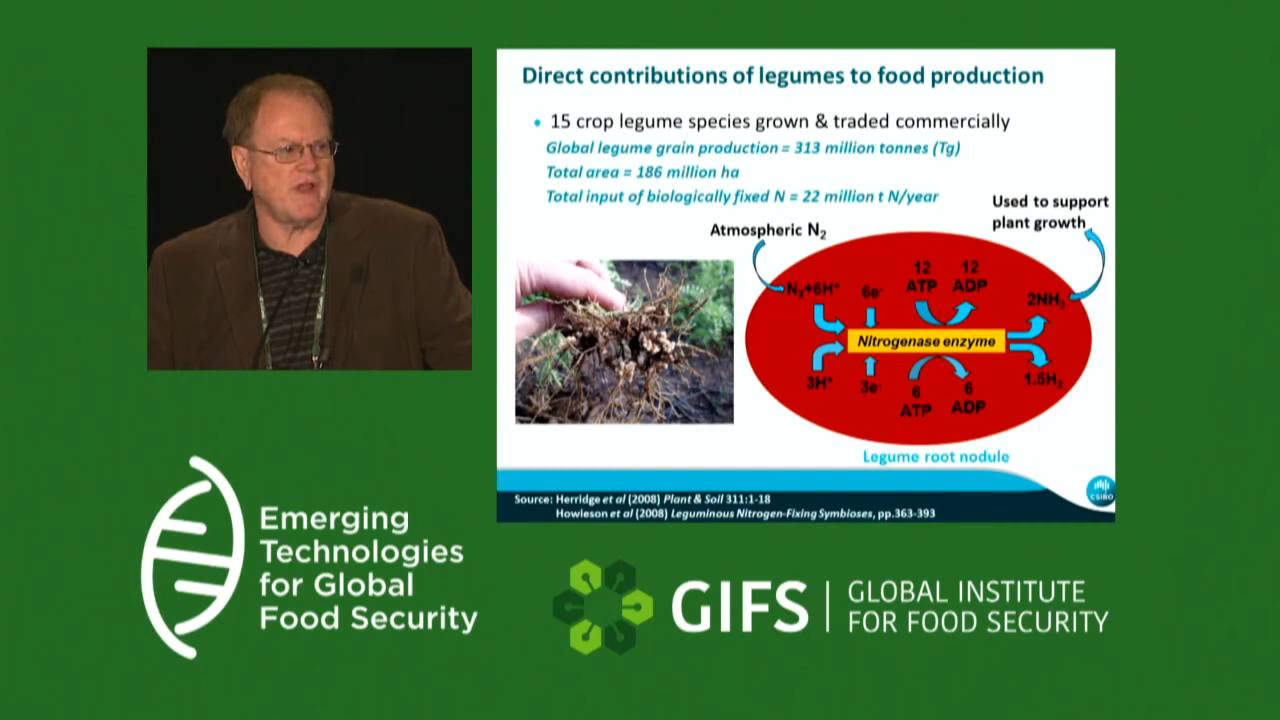 Direct contributions of legumes to food production
• 15 crop legume species grown & traded commercially
Global legume grain production = 313 million tonnes (Tg)
Total area = 186 million ha
Total input of biologically fixed N = 22 million t N/year
Used to support
plant growth
Atmospheric N₂
12 12
ATP ADP
N₂+6H⁺ 6e⁻
2NH₃
Nitrogenase enzyme
3H⁺ 3e⁻
1.5H₂
6 6
ATP ADP
Legume root nodule
CSIRO
Source: Herridge et al (2008) Plant & Soil 311:1-18
Howieson et al (2008) Leguminous Nitrogen-Fixing Symbioses, pp.363-393
Emerging
Technologies
for Global
Food Security
GIFS | GLOBAL INSTITUTE
FOR FOOD SECURITY